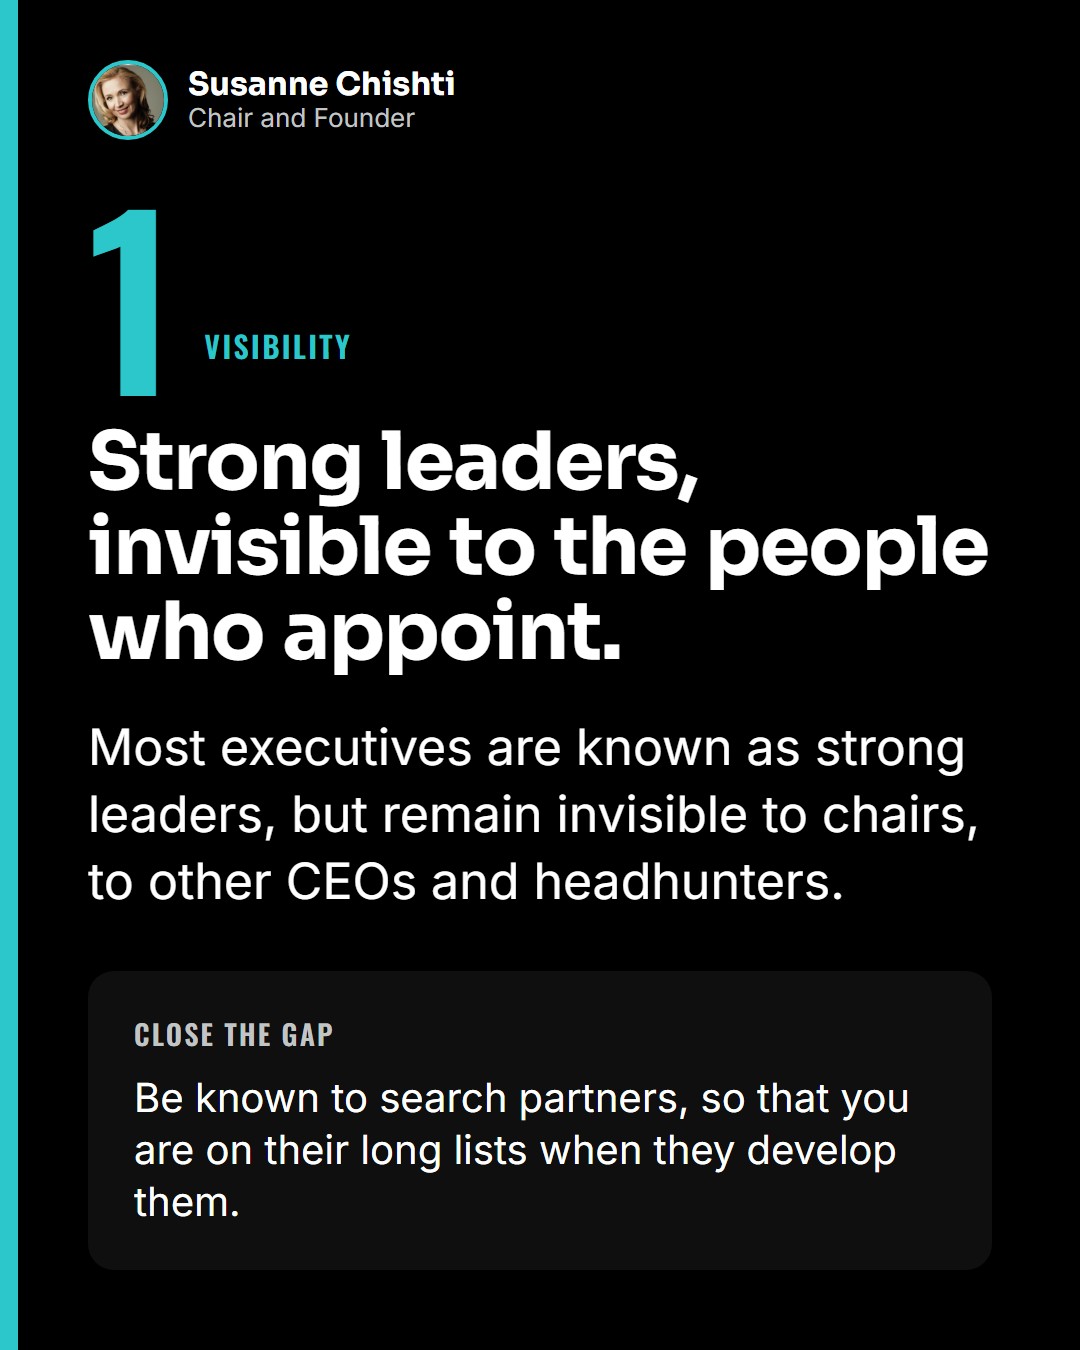 Susanne Chishti
Chair and Founder
1
VISIBILITY
Strong leaders,
invisible to the people
who appoint.
Most executives are known as strong
leaders, but remain invisible to chairs,
to other CEOs and headhunters.
CLOSE THE GAP
Be known to search partners, so that you
are on their long lists when they develop
them.